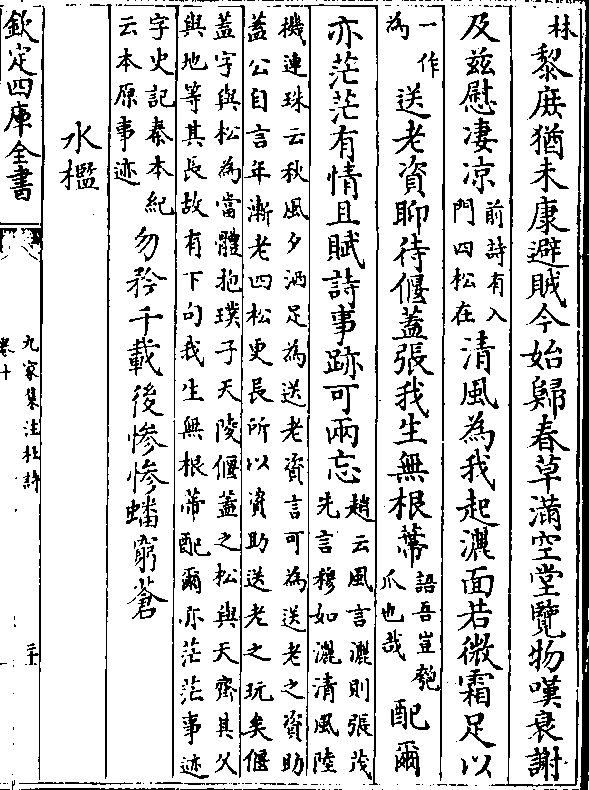 林黎庶猶未康避賊今始歸春草滿空堂覽物嘆衰謝
及兹慰凄凉
前詩有入
門四松在
清風為我起灑面若微霜足以
一作
為
送老資聊待偃蓋張我生無根蔕
語吾豈匏
爪也哉
配爾
亦茫茫有情且賦詩事跡可兩忘
趙云風言灑則張茂
先言穆如灑清風陸
機連珠云秋風夕洒足為送老資言可為送老之資助
蓋公自言年漸老四松更長所以資助送老之玩矣偃
蓋字與松為當體抱璞子天陵偃蓋之松與天齊其久
與地等其長故有下句我生無根蔕配爾亦茫茫事迹
字史記秦本紀
云本原事迹
勿矜千載後慘慘蟠穹蒼
水檻
欽定四庫全書
九家集注杜詩
卷十